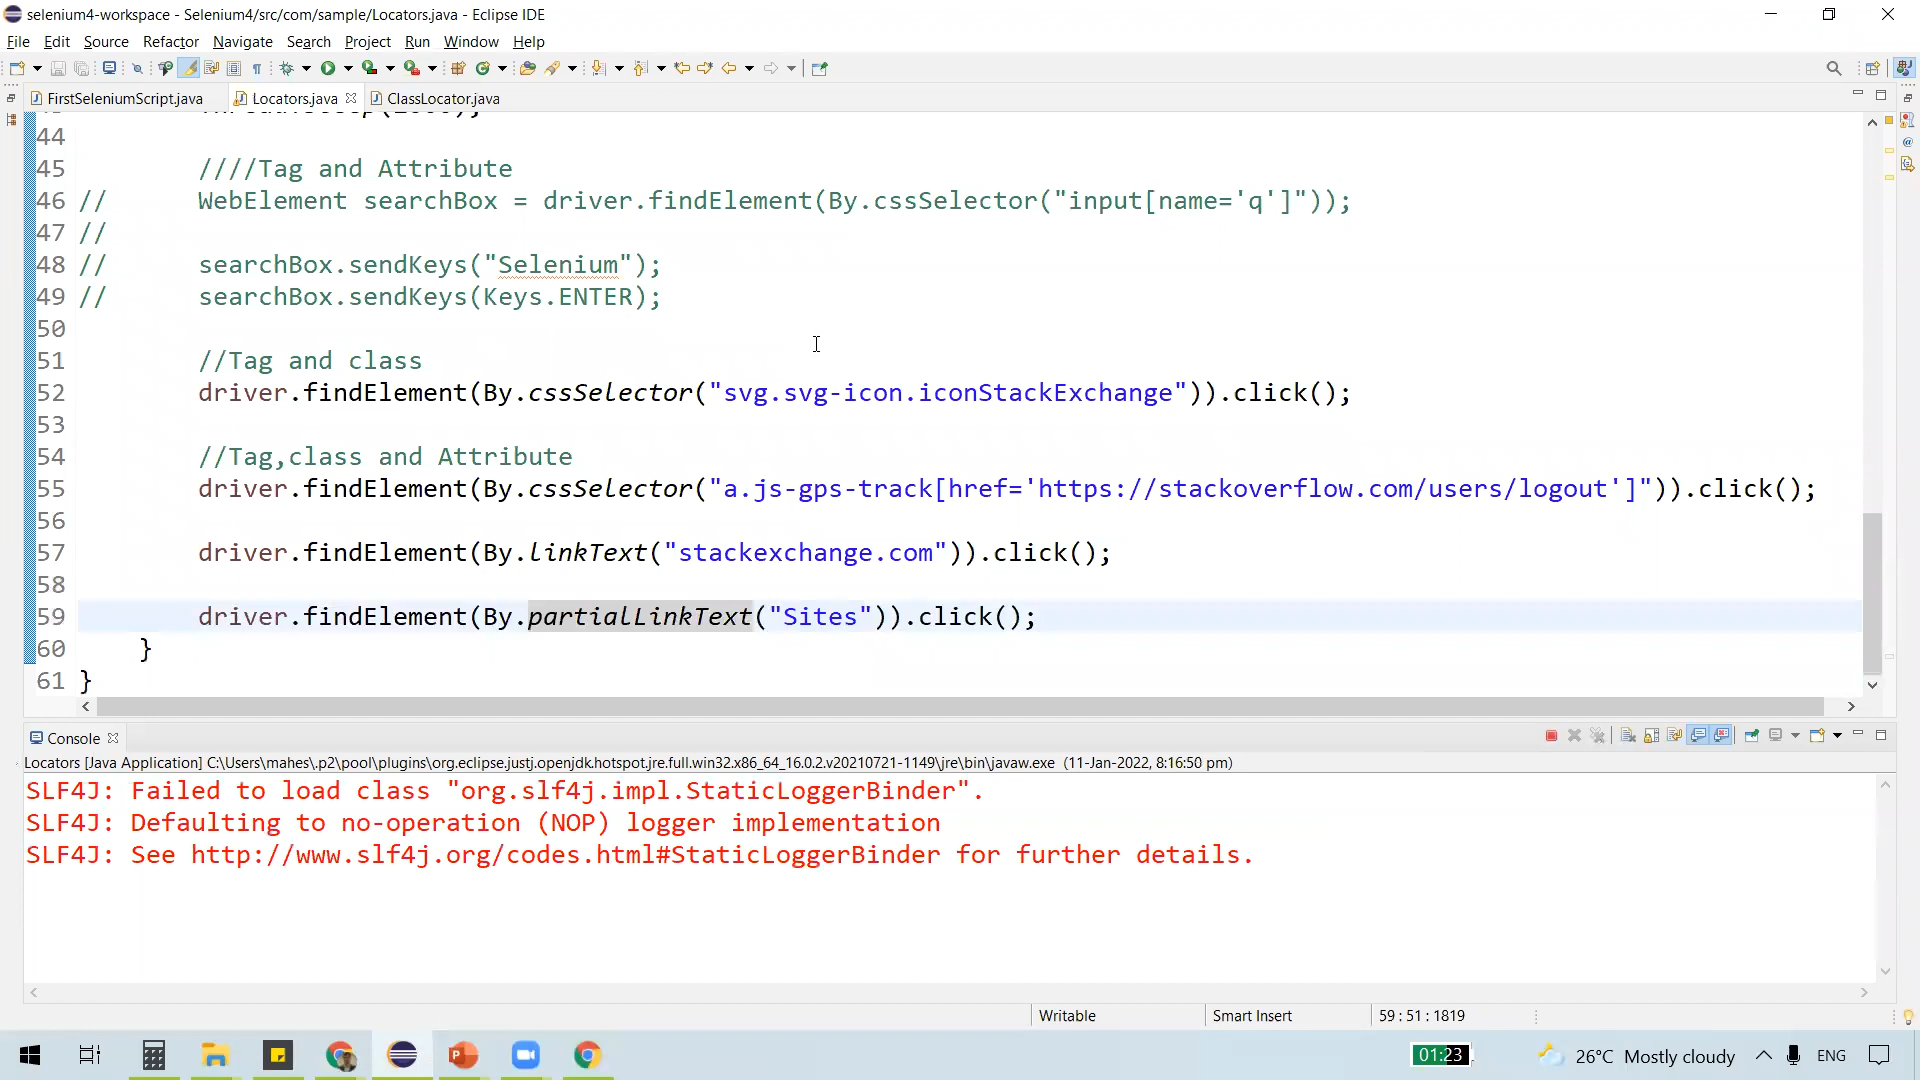 selenium4-workspace - Selenium4/src/com/sample/Locators.java - Eclipse IDE
File Edit Source Refactor Navigate Search Project Run Window Help
FirstSeleniumScript.java Locators.java ClassLocator.java
44
45 ////Tag and Attribute
46 // WebElement searchBox = driver.findElement(By.cssSelector("input[name='q']"));
47 //
48 // searchBox.sendKeys("Selenium");
49 // searchBox.sendKeys(Keys.ENTER);
50
51 //Tag and class
52 driver.findElement(By.cssSelector("svg.svg-icon.iconStackExchange")).click();
53
54 //Tag,class and Attribute
55 driver.findElement(By.cssSelector("a.js-gps-track[href='https://stackoverflow.com/users/logout']")).click();
56
57 driver.findElement(By.linkText("stackexchange.com")).click();
58
59 driver.findElement(By.partialLinkText("Sites")).click();
60 }
61 }
Console
Locators [Java Application] C:\Users\mahes\.p2\pool\plugins\org.eclipse.justj.openjdk.hotspot.jre.full.win32.x86_64_16.0.2.v20210721-1149\jre\bin\javaw.exe (11-Jan-2022, 8:16:50 pm)
SLF4J: Failed to load class "org.slf4j.impl.StaticLoggerBinder".
SLF4J: Defaulting to no-operation (NOP) logger implementation
SLF4J: See http://www.slf4j.org/codes.html#StaticLoggerBinder for further details.
Writable Smart Insert 59 : 51 : 1819
01:23 26°C Mostly cloudy ENG